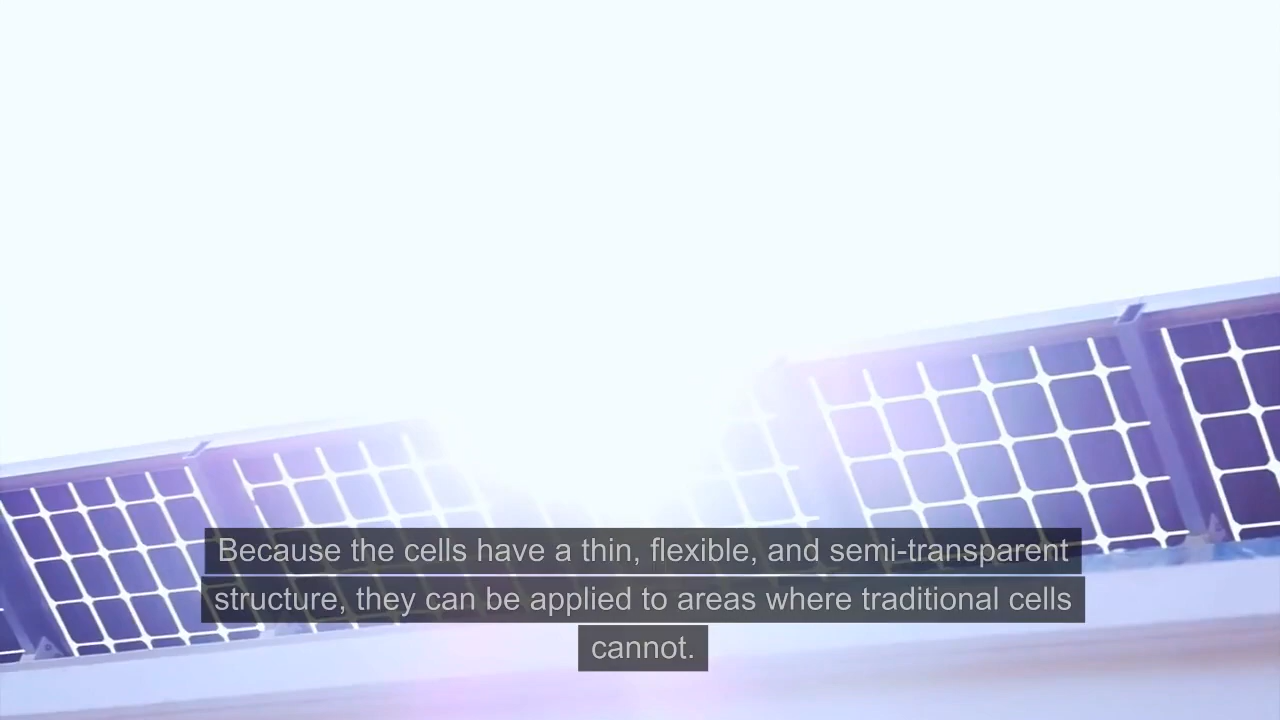 Because the cells have a thin, flexible, and semi-transparent
structure, they can be applied to areas where traditional cells
cannot.